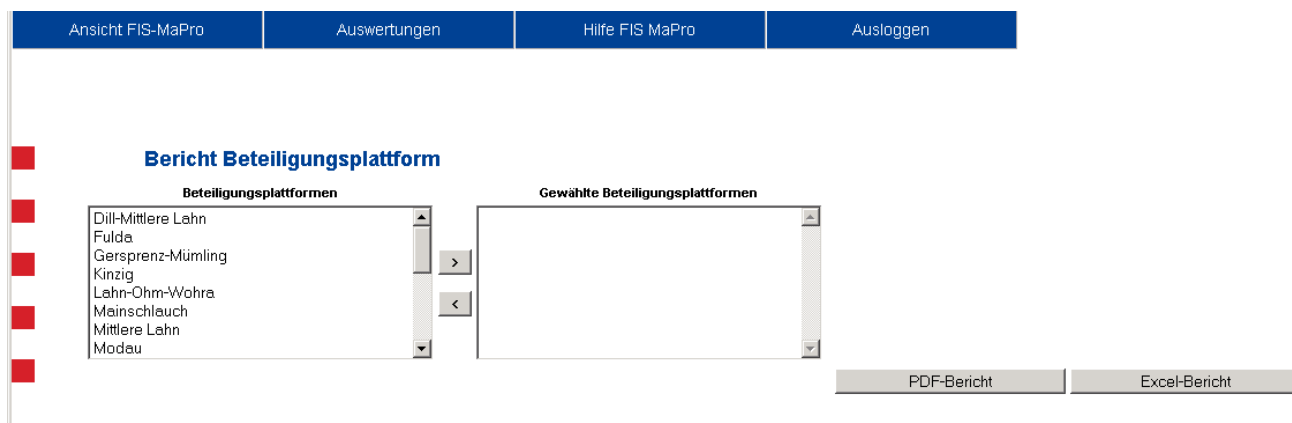 Ansicht FIS-MaPro Auswertungen Hilfe FIS MaPro Ausloggen
Bericht Beteiligungsplattform
Beteiligungsplattformen Gewählte Beteiligungsplattformen
Dill-Mittlere Lahn
Fulda
Gersprenz-Mümling
Kinzig
Lahn-Ohm-Wohra
Mainschlauch
Mittlere Lahn
Modau
>
<
PDF-Bericht Excel-Bericht